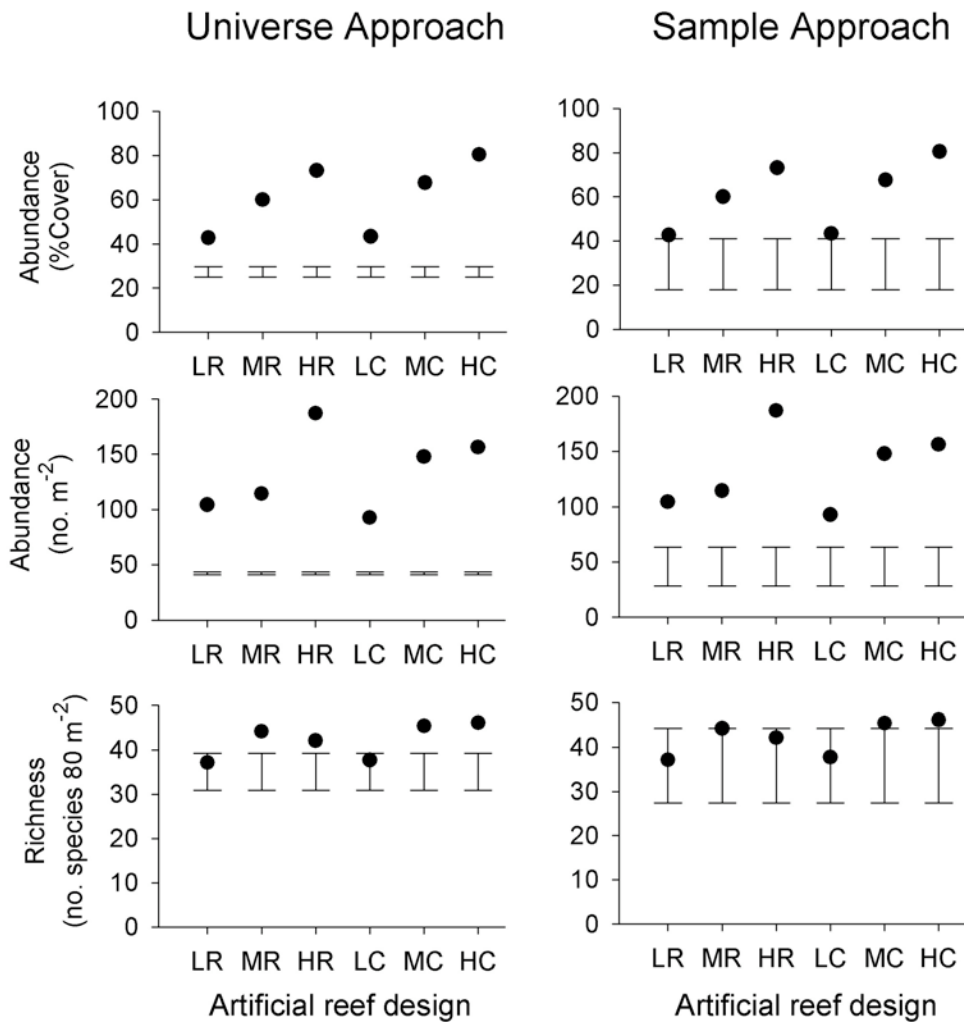 Universe Approach
Sample Approach
Abundance
(%Cover)
100
80
60
40
20
0
LR MR HR LC MC HC
100
80
60
40
20
0
LR MR HR LC MC HC
Abundance
(no. m⁻²)
200
150
100
50
0
LR MR HR LC MC HC
200
150
100
50
0
LR MR HR LC MC HC
Richness
(no. species 80 m⁻²)
50
40
30
20
10
0
LR MR HR LC MC HC
Artificial reef design
50
40
30
20
10
0
LR MR HR LC MC HC
Artificial reef design